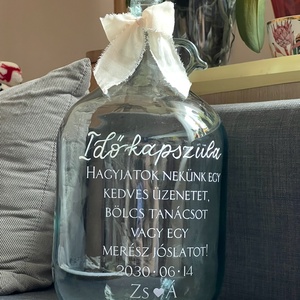 Időkapszula
HAGYJATOK NEKÜNK EGY
KEDVES ÜZENETET,
BÖLCS TANÁCSOT
VAGY EGY
MERÉSZ JÓSLATOT!
2030·06·14
Zs♥Á